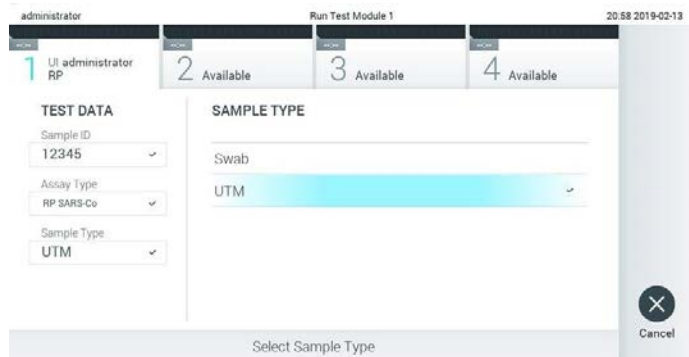 administrator
Run Test Module 1
20:58 2019-02-13
1 UI administrator
RP
2 Available
3 Available
4 Available
TEST DATA
Sample ID
12345
Assay Type
RP SARS-Co
Sample Type
UTM
SAMPLE TYPE
Swab
UTM
Cancel
Select Sample Type